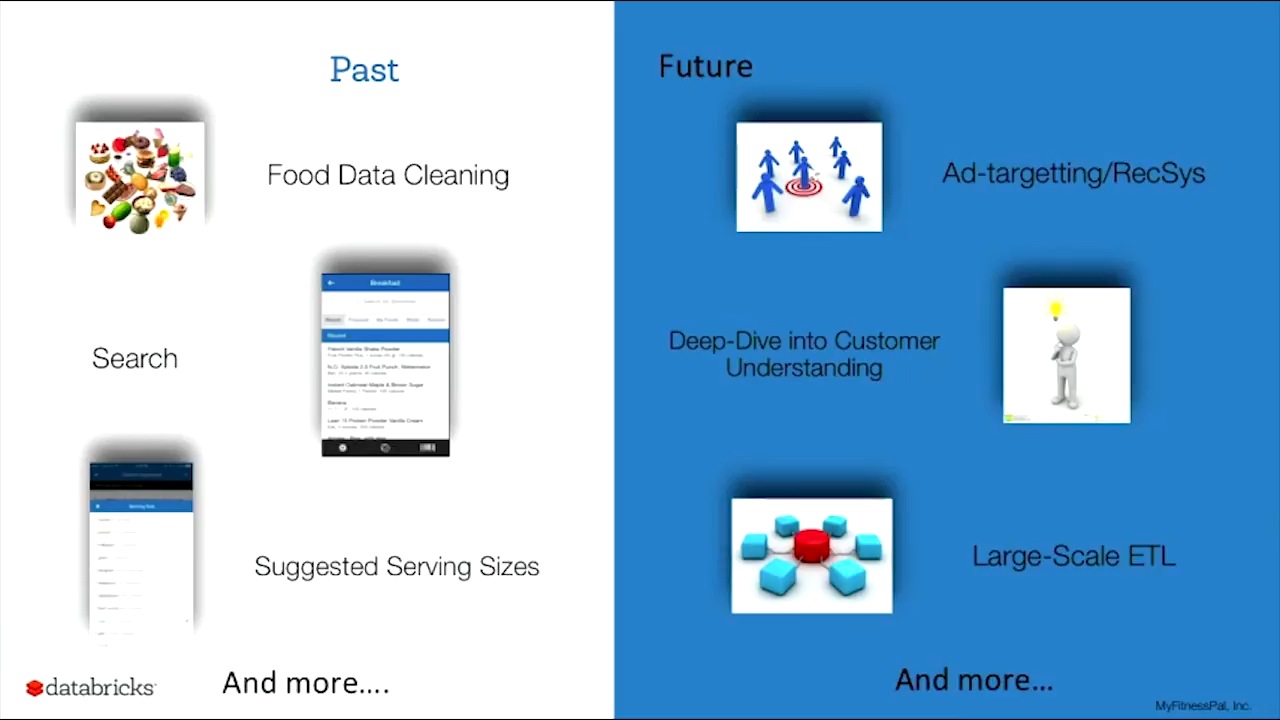 Past
Food Data Cleaning
Breakfast
Search
Suggested Serving Sizes
And more....
databricks
Future
Ad-targetting/RecSys
Deep-Dive into Customer
Understanding
Large-Scale ETL
And more...
MyFitnessPal, Inc.